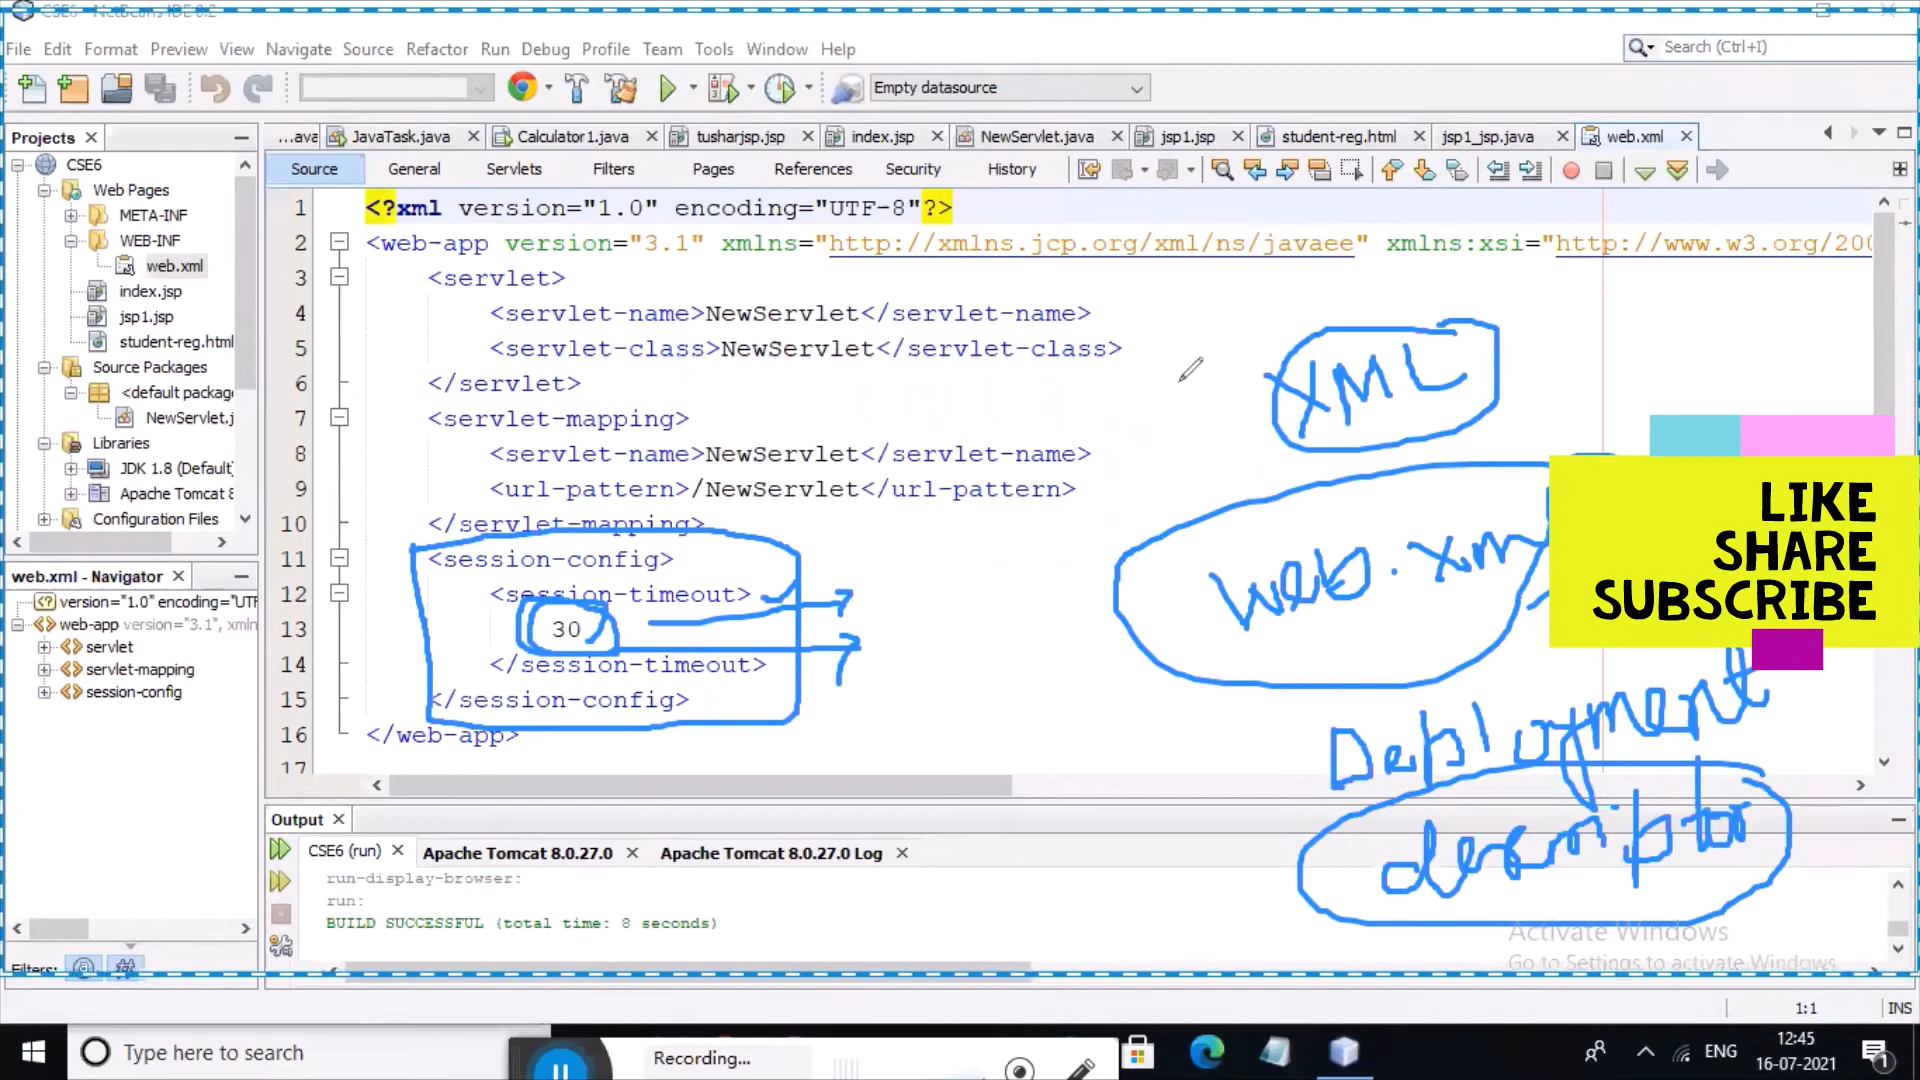 CSE6 - NetBeans IDE 8.2
File Edit Format Preview View Navigate Source Refactor Run Debug Profile Team Tools Window Help
Search (Ctrl+I)
Empty datasource
Projects
...ava JavaTask.java Calculator1.java tusharjsp.jsp index.jsp NewServlet.java jsp1.jsp student-reg.html jsp1_jsp.java web.xml
Source General Servlets Filters Pages References Security History
CSE6
Web Pages
META-INF
WEB-INF
web.xml
index.jsp
jsp1.jsp
student-reg.html
Source Packages
<default packag
NewServlet.j
Libraries
JDK 1.8 (Default)
Apache Tomcat 8
Configuration Files
1 <?xml version="1.0" encoding="UTF-8"?>
2 <web-app version="3.1" xmlns="http://xmlns.jcp.org/xml/ns/javaee" xmlns:xsi="http://www.w3.org/200
3 <servlet>
4 <servlet-name>NewServlet</servlet-name>
5 <servlet-class>NewServlet</servlet-class>
6 </servlet>
7 <servlet-mapping>
8 <servlet-name>NewServlet</servlet-name>
9 <url-pattern>/NewServlet</url-pattern>
10 </servlet-mapping>
11 <session-config>
12 <session-timeout>
13 30
14 </session-timeout>
15 </session-config>
16 </web-app>
17
XML
web.xm
Deployment
descriptor
LIKE
SHARE
SUBSCRIBE
web.xml - Navigator
version="1.0" encoding="UTF
web-app version="3.1", xmln
servlet
servlet-mapping
session-config
Filters:
Output
CSE6 (run) Apache Tomcat 8.0.27.0 Apache Tomcat 8.0.27.0 Log
run-display-browser:
run:
BUILD SUCCESSFUL (total time: 8 seconds)
Activate Windows
Go to Settings to activate Windows.
1:1 INS
Type here to search
Recording...
ENG
12:45
16-07-2021
1